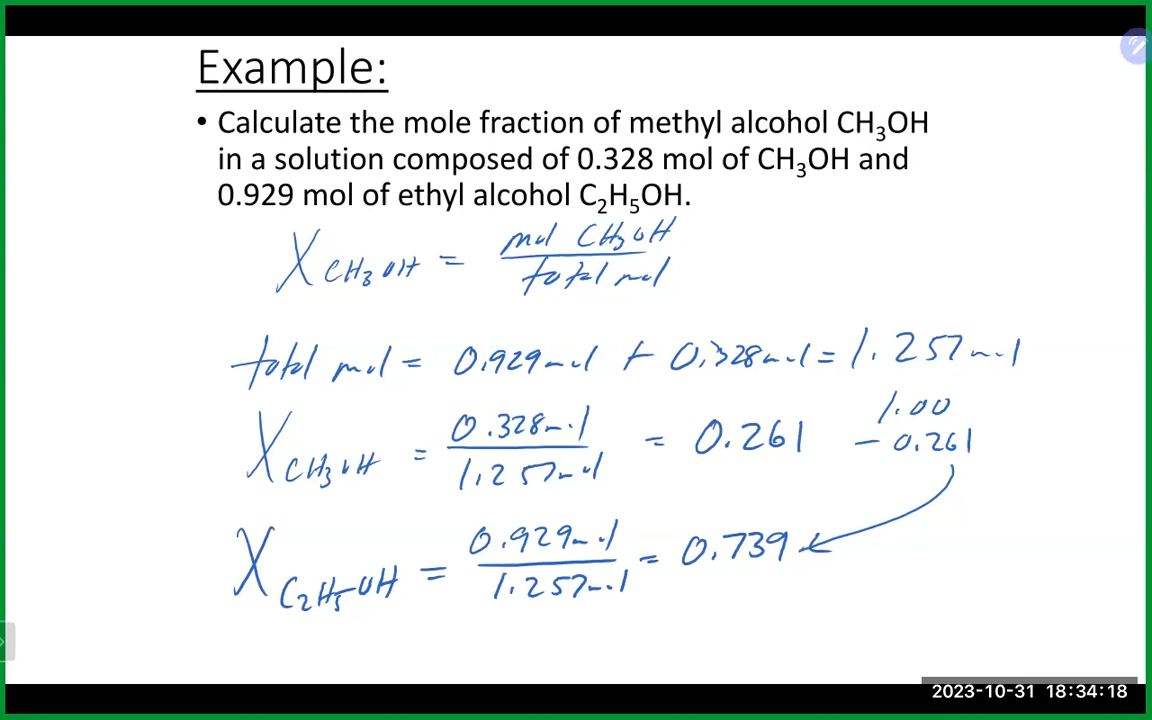 Example:
• Calculate the mole fraction of methyl alcohol CH₃OH
in a solution composed of 0.328 mol of CH₃OH and
0.929 mol of ethyl alcohol C₂H₅OH.
X CH₃OH = mol CH₃OH / total mol
total mol = 0.929 mol + 0.328 mol = 1.257 mol
X CH₃OH = 0.328 mol / 1.257 mol = 0.261
1.00
− 0.261
X C₂H₅OH = 0.929 mol / 1.257 mol = 0.739
2023-10-31 18:34:18